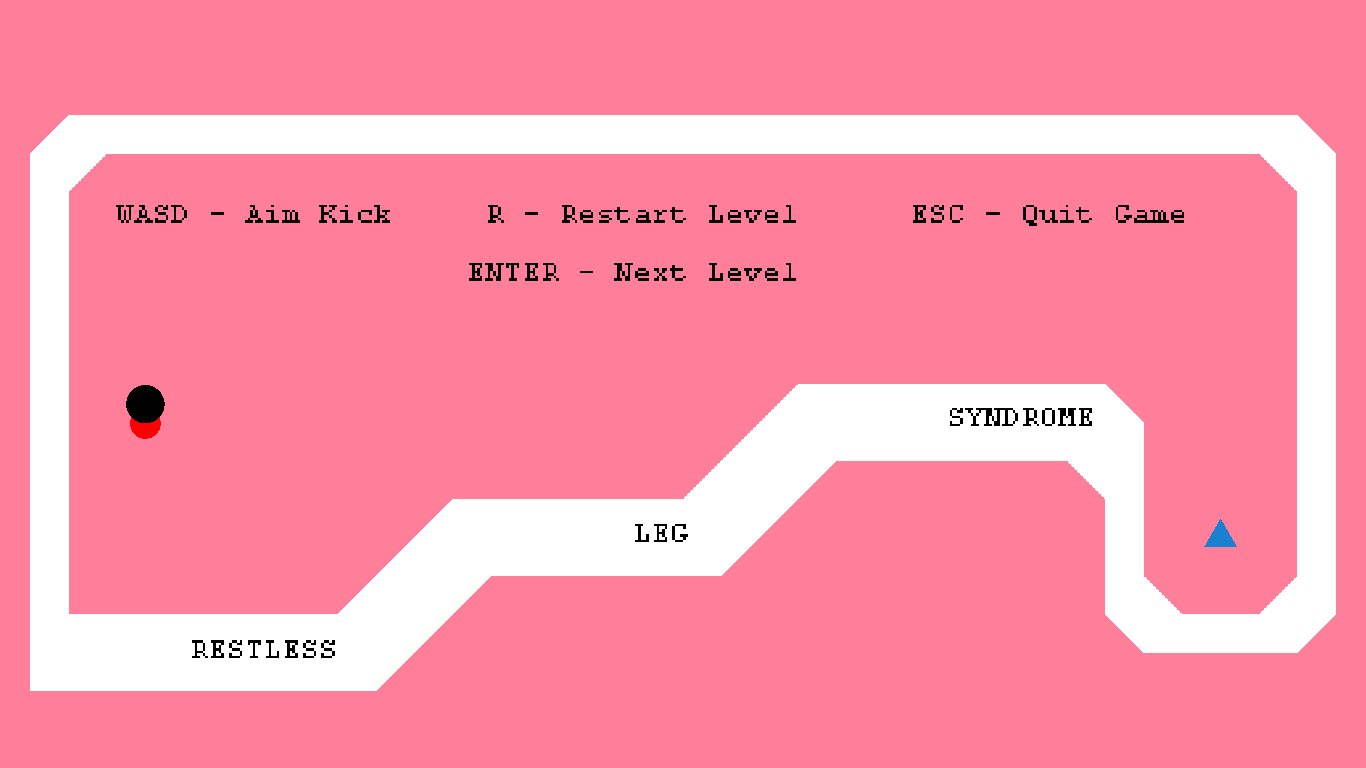 WASD - Aim Kick
R - Restart Level
ESC - Quit Game
ENTER - Next Level
SYNDROME
LEG
RESTLESS